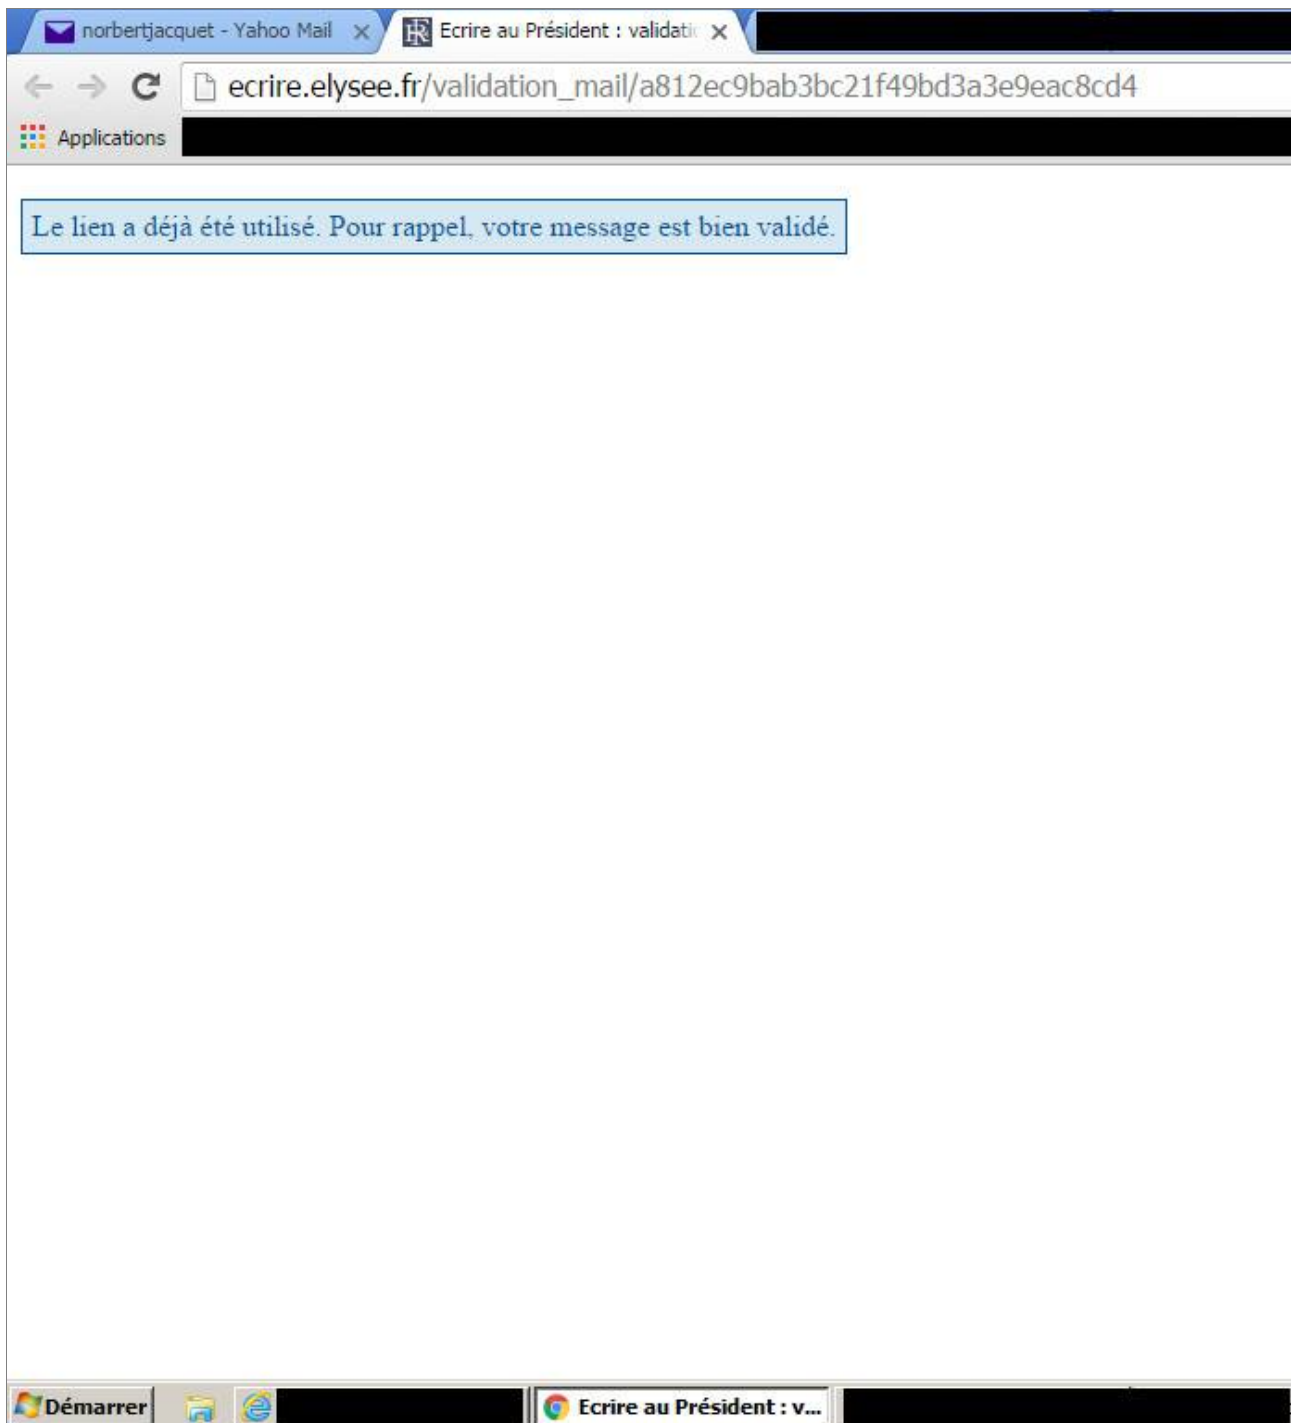 norbertjacquet - Yahoo Mail
Ecrire au Président : validati
ecrire.elysee.fr/validation_mail/a812ec9bab3bc21f49bd3a3e9eac8cd4
Applications
Le lien a déjà été utilisé. Pour rappel, votre message est bien validé.
Démarrer
Ecrire au Président : v...